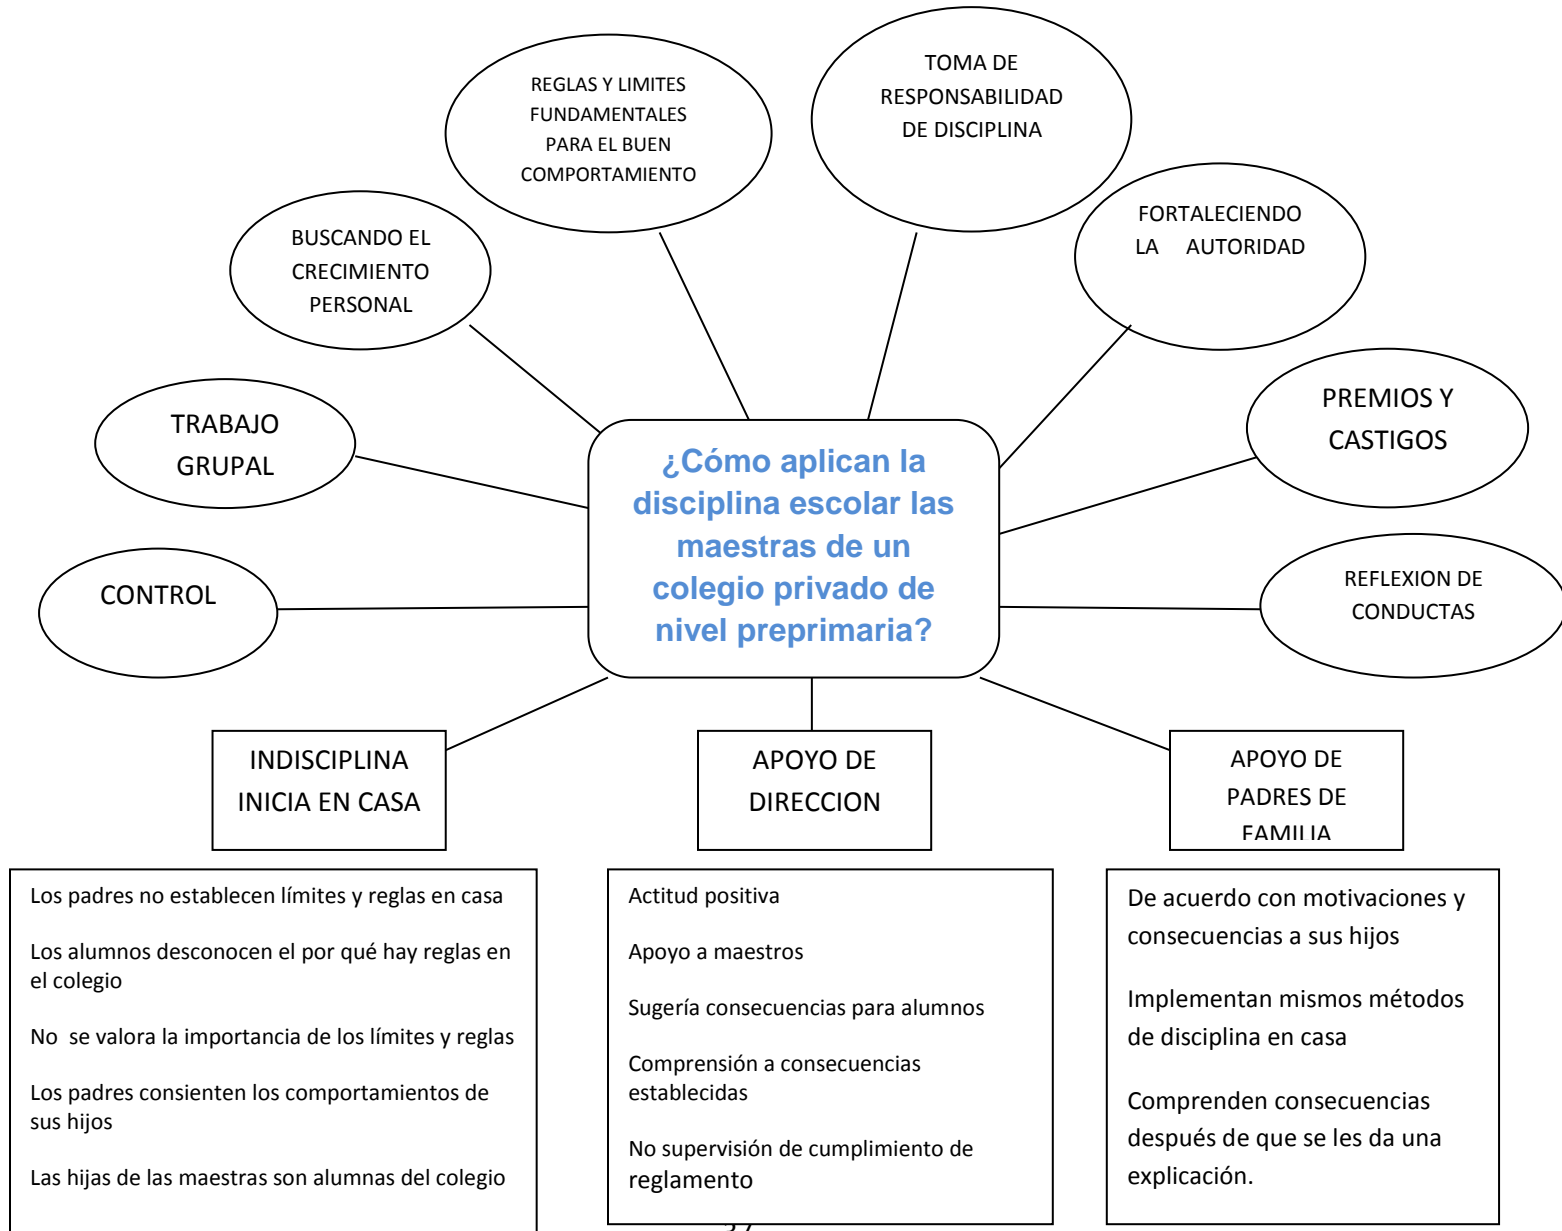 REGLAS Y LIMITES
FUNDAMENTALES
PARA EL BUEN
COMPORTAMIENTO
TOMA DE
RESPONSABILIDAD
DE DISCIPLINA
BUSCANDO EL
CRECIMIENTO
PERSONAL
FORTALECIENDO
LA AUTORIDAD
TRABAJO
GRUPAL
PREMIOS Y
CASTIGOS
CONTROL
REFLEXION DE
CONDUCTAS
¿Cómo aplican la
disciplina escolar las
maestras de un
colegio privado de
nivel preprimaria?
INDISCIPLINA
INICIA EN CASA
APOYO DE
DIRECCION
APOYO DE
PADRES DE
FAMILIA
Los padres no establecen límites y reglas en casa
Los alumnos desconocen el por qué hay reglas en
el colegio
No se valora la importancia de los límites y reglas
Los padres consienten los comportamientos de
sus hijos
Las hijas de las maestras son alumnas del colegio
Actitud positiva
Apoyo a maestros
Sugería consecuencias para alumnos
Comprensión a consecuencias
establecidas
No supervisión de cumplimiento de
reglamento
De acuerdo con motivaciones y
consecuencias a sus hijos
Implementan mismos métodos
de disciplina en casa
Comprenden consecuencias
después de que se les da una
explicación.